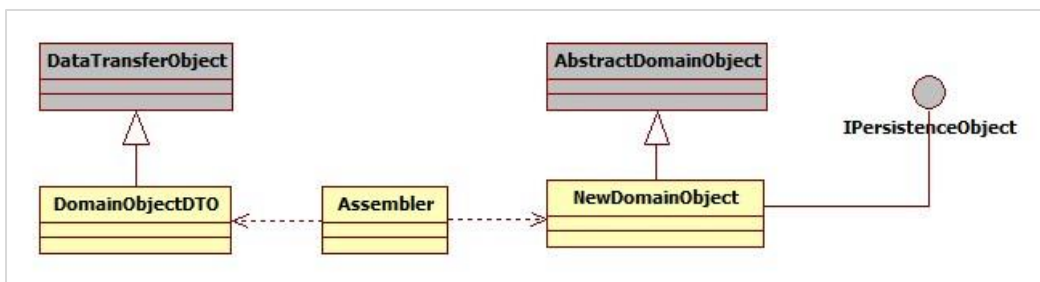 DataTransferObject
AbstractDomainObject
IPersistenceObject
DomainObjectDTO
Assembler
NewDomainObject